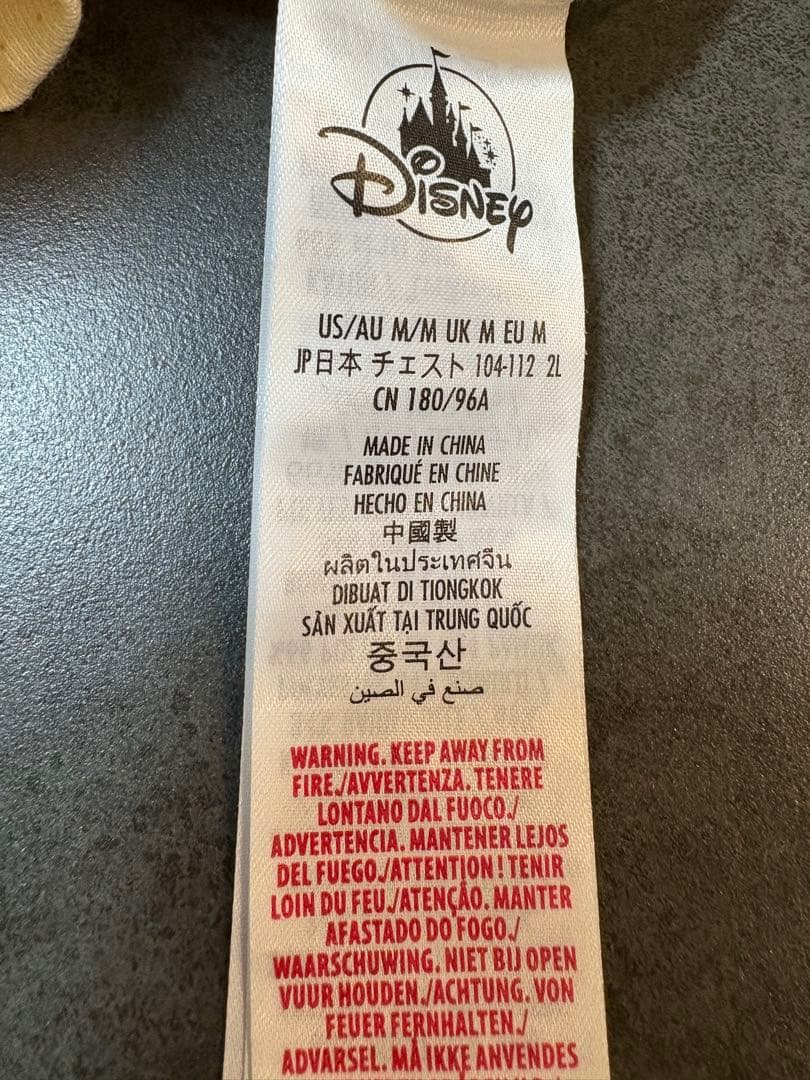 Disney
US/AU M/M UK M EU M
JP日本 チェスト 104-112 2L
CN 180/96A
MADE IN CHINA
FABRIQUÉ EN CHINE
HECHO EN CHINA
中國製
ผลิตในประเทศจีน
DIBUAT DI TIONGKOK
SẢN XUẤT TẠI TRUNG QUỐC
중국산
صنع في الصين
WARNING. KEEP AWAY FROM
FIRE./AVVERTENZA. TENERE
LONTANO DAL FUOCO./
ADVERTENCIA. MANTENER LEJOS
DEL FUEGO./ATTENTION ! TENIR
LOIN DU FEU./ATENÇÃO. MANTER
AFASTADO DO FOGO./
WAARSCHUWING. NIET BIJ OPEN
VUUR HOUDEN./ACHTUNG. VON
FEUER FERNHALTEN./
ADVARSEL. MÅ IKKE ANVENDES